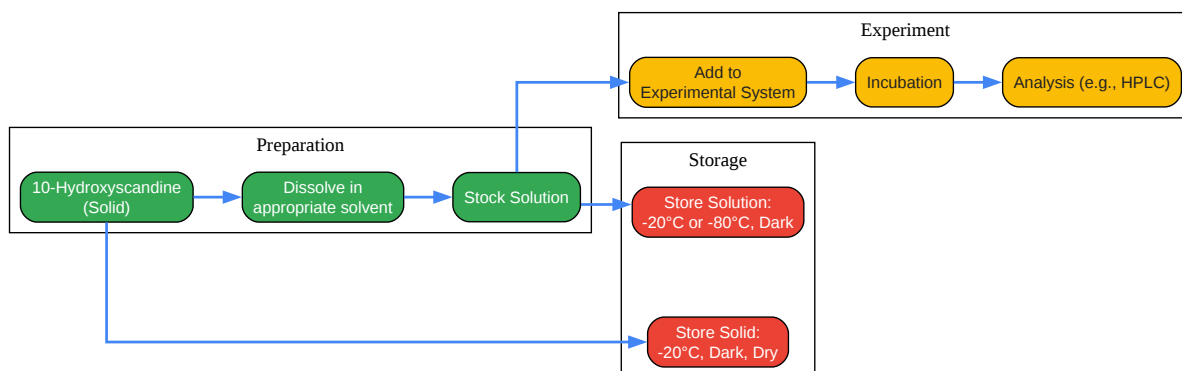 Experiment
Add to
Experimental System
Incubation
Analysis (e.g., HPLC)
Preparation
10-Hydroxyscandine
(Solid)
Dissolve in
appropriate solvent
Stock Solution
Storage
Store Solution:
-20°C or -80°C, Dark
Store Solid:
-20°C, Dark, Dry